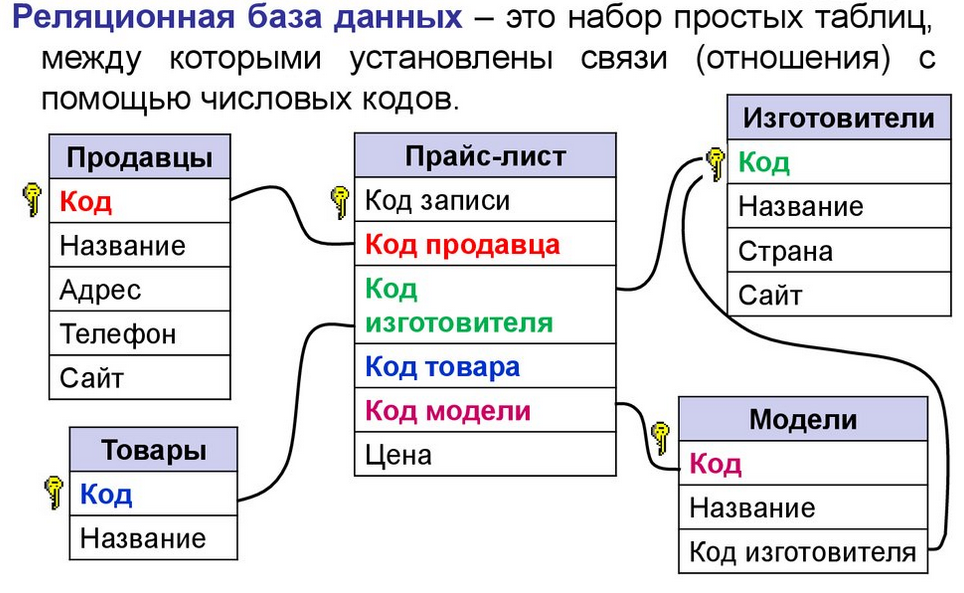 Реляционная база данных – это набор простых таблиц,
между которыми установлены связи (отношения) с
помощью числовых кодов.
Продавцы
Код
Название
Адрес
Телефон
Сайт
Товары
Код
Название
Прайс-лист
Код записи
Код продавца
Код
изготовителя
Код товара
Код модели
Цена
Изготовители
Код
Название
Страна
Сайт
Модели
Код
Название
Код изготовителя